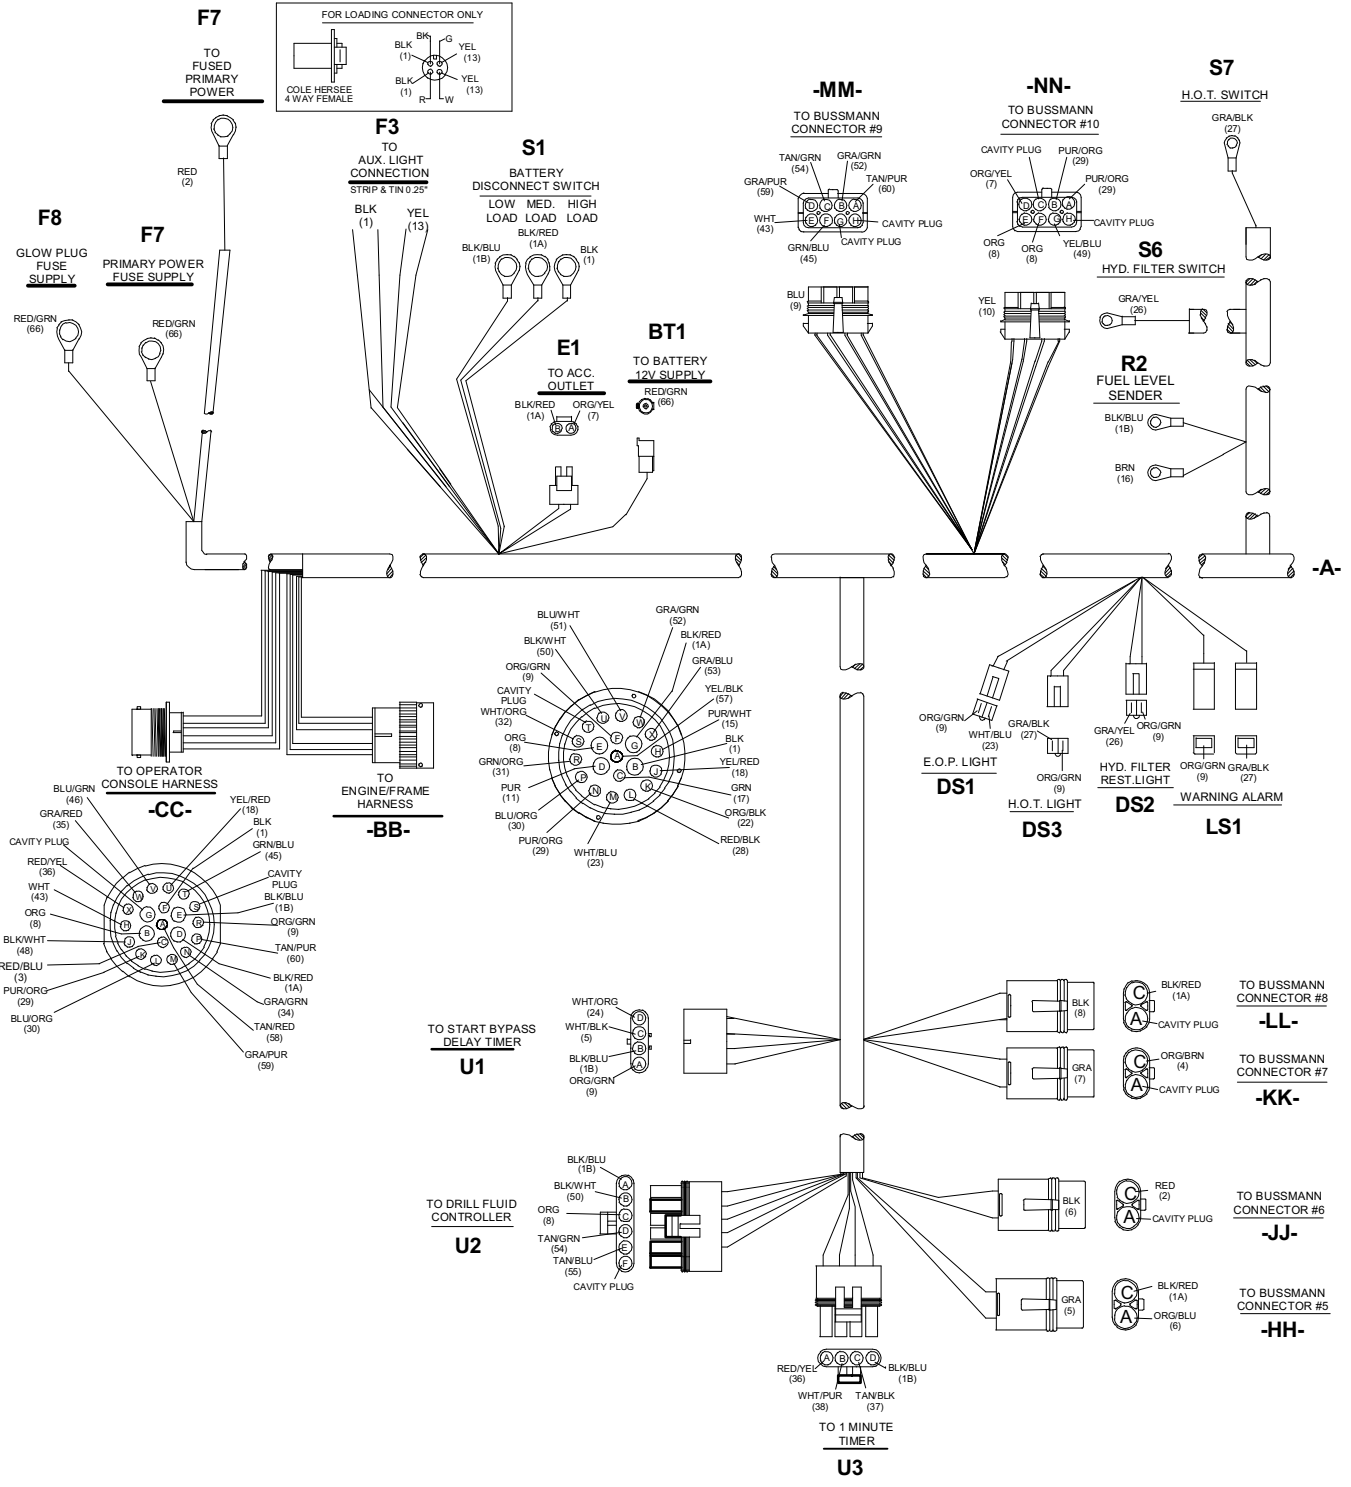 F7
TO
FUSED
PRIMARY
POWER
RED
(2)
FOR LOADING CONNECTOR ONLY
COLE HERSEE
4 WAY FEMALE
BK
G
BLK
(1)
YEL
(13)
BLK
(1)
YEL
(13)
R
W
F3
TO
AUX. LIGHT
CONNECTION
STRIP & TIN 0.25"
BLK
(1)
YEL
(13)
S1
BATTERY
DISCONNECT SWITCH
LOW MED. HIGH
LOAD LOAD LOAD
BLK/RED
(1A)
BLK/BLU
(1B)
BLK
(1)
F8
GLOW PLUG
FUSE
SUPPLY
RED/GRN
(66)
F7
PRIMARY POWER
FUSE SUPPLY
RED/GRN
(66)
E1
TO ACC.
OUTLET
BLK/RED
(1A)
ORG/YEL
(7)
B A
BT1
TO BATTERY
12V SUPPLY
RED/GRN
(66)
-MM-
TO BUSSMANN
CONNECTOR #9
TAN/GRN
(54)
GRA/GRN
(52)
GRA/PUR
(59)
TAN/PUR
(60)
D C B A
E F G H
WHT
(43)
CAVITY PLUG
CAVITY PLUG
GRN/BLU
(45)
BLU
(9)
-NN-
TO BUSSMANN
CONNECTOR #10
CAVITY PLUG
PUR/ORG
(29)
ORG/YEL
(7)
PUR/ORG
(29)
D C B A
E F G H
CAVITY PLUG
ORG
(8)
ORG
(8)
YEL/BLU
(49)
YEL
(10)
S7
H.O.T. SWITCH
GRA/BLK
(27)
S6
HYD. FILTER SWITCH
GRA/YEL
(26)
R2
FUEL LEVEL
SENDER
BLK/BLU
(1B)
BRN
(16)
-A-
TO OPERATOR
CONSOLE HARNESS
-CC-
TO
ENGINE/FRAME
HARNESS
-BB-
BLU/WHT
(51)
BLK/WHT
(50)
ORG/GRN
(9)
CAVITY
PLUG
WHT/ORG
(32)
ORG
(8)
GRN/ORG
(31)
PUR
(11)
BLU/ORG
(30)
PUR/ORG
(29)
WHT/BLU
(23)
GRA/GRN
(52)
BLK/RED
(1A)
GRA/BLU
(53)
YEL/BLK
(57)
PUR/WHT
(15)
BLK
(1)
YEL/RED
(18)
GRN
(17)
ORG/BLK
(22)
RED/BLK
(28)
U V W
T F X
S E G H
A
R D B J
P C K
N M L
ORG/GRN
(9)
WHT/BLU
(23)
E.O.P. LIGHT
DS1
GRA/BLK
(27)
ORG/GRN
(9)
H.O.T. LIGHT
DS3
GRA/YEL
(26)
ORG/GRN
(9)
HYD. FILTER
REST.LIGHT
DS2
ORG/GRN
(9)
GRA/BLK
(27)
WARNING ALARM
LS1
BLU/GRN
(46)
GRA/RED
(35)
CAVITY PLUG
RED/YEL
(36)
WHT
(43)
ORG
(8)
BLK/WHT
(48)
RED/BLU
(3)
PUR/ORG
(29)
BLU/ORG
(30)
YEL/RED
(18)
BLK
(1)
GRN/BLU
(45)
CAVITY
PLUG
BLK/BLU
(1B)
ORG/GRN
(9)
TAN/PUR
(60)
BLK/RED
(1A)
GRA/GRN
(34)
TAN/RED
(58)
GRA/PUR
(59)
V U
W T
X F S
G E
H A R
B D
J C P
K N
L M
TO START BYPASS
DELAY TIMER
U1
WHT/ORG
(24)
WHT/BLK
(5)
BLK/BLU
(1B)
ORG/GRN
(9)
D
C
B
A
BLK
(8)
C
A
BLK/RED
(1A)
CAVITY PLUG
TO BUSSMANN
CONNECTOR #8
-LL-
GRA
(7)
C
A
ORG/BRN
(4)
CAVITY PLUG
TO BUSSMANN
CONNECTOR #7
-KK-
TO DRILL FLUID
CONTROLLER
U2
BLK/BLU
(1B)
BLK/WHT
(50)
ORG
(8)
TAN/GRN
(54)
TAN/BLU
(55)
CAVITY PLUG
A
B
C
D
E
F
BLK
(6)
C
A
RED
(2)
CAVITY PLUG
TO BUSSMANN
CONNECTOR #6
-JJ-
GRA
(5)
C
A
BLK/RED
(1A)
ORG/BLU
(6)
TO BUSSMANN
CONNECTOR #5
-HH-
A B C D
RED/YEL
(36)
BLK/BLU
(1B)
WHT/PUR
(38)
TAN/BLK
(37)
TO 1 MINUTE
TIMER
U3